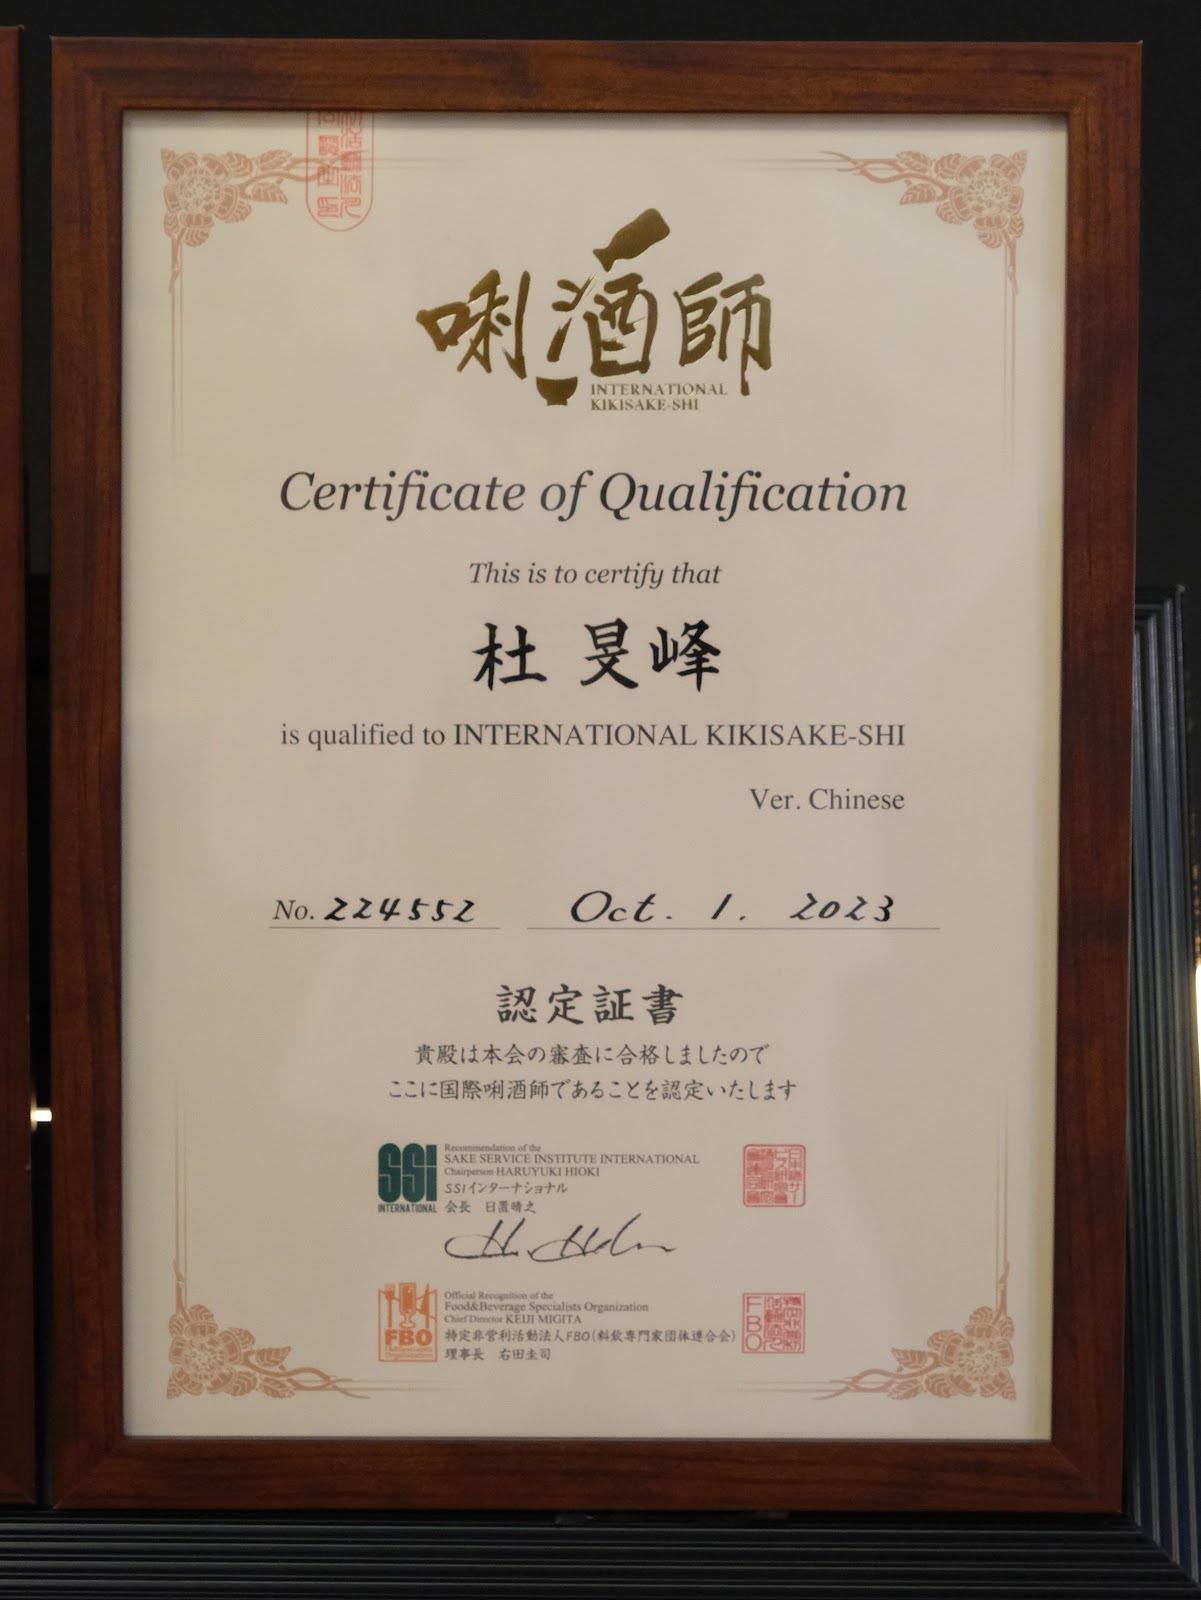 唎酒師
INTERNATIONAL
KIKISAKE-SHI
Certificate of Qualification
This is to certify that
杜 旻峰
is qualified to INTERNATIONAL KIKISAKE-SHI
Ver. Chinese
No. 224552 Oct. 1. 2023
認定証書
貴殿は本会の審査に合格しましたので
ここに国際唎酒師であることを認定いたします
SSI
INTERNATIONAL
Recommendation of the
SAKE SERVICE INSTITUTE INTERNATIONAL
Chairperson HARUYUKI HIOKI
SSIインターナショナル
会長 日置晴之
FBO
Official Recognition of the
Food&Beverage Specialists Organization
Chief Director KEIJI MIGITA
特定非営利活動法人FBO(料飲専門家団体連合会)
理事長 右田圭司